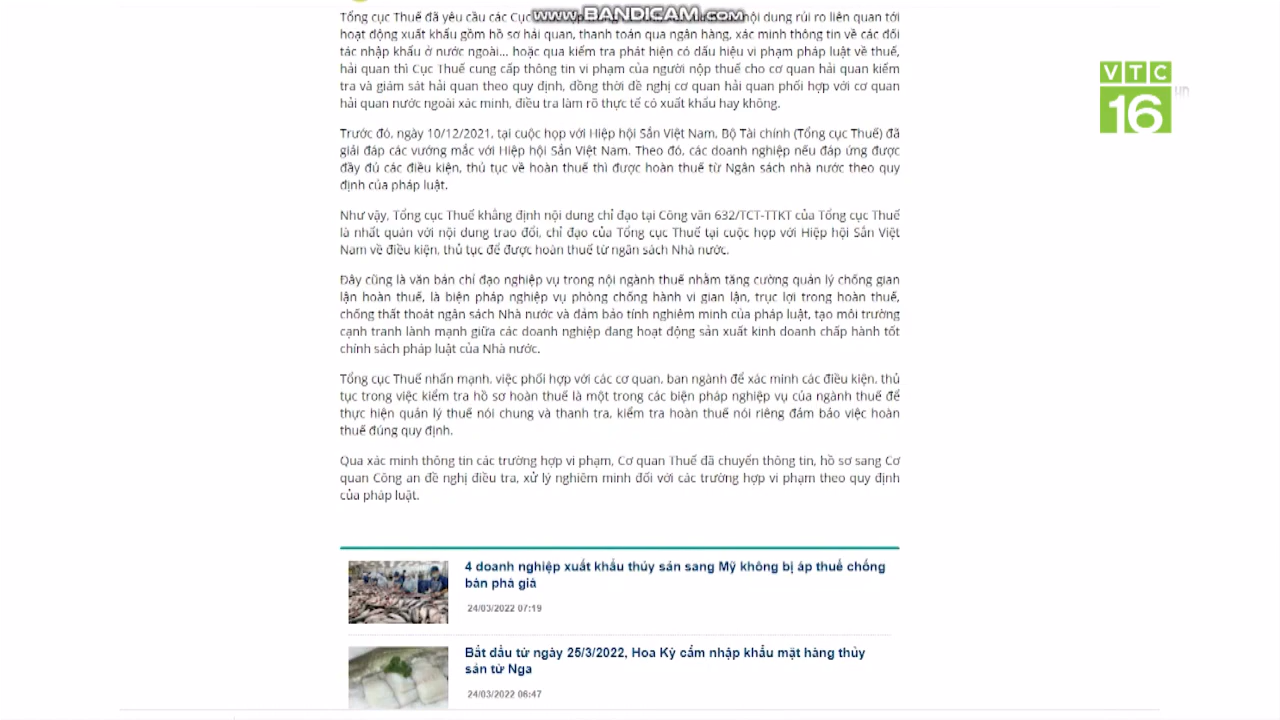 www.BANDICAM.com
Tổng cục Thuế đã yêu cầu các Cục nội dung rủi ro liên quan tới
hoạt động xuất khẩu gồm hồ sơ hải quan, thanh toán qua ngân hàng, xác minh thông tin về các đối
tác nhập khẩu ở nước ngoài... hoặc qua kiểm tra phát hiện có dấu hiệu vi phạm pháp luật về thuế,
hải quan thì Cục Thuế cung cấp thông tin vi phạm của người nộp thuế cho cơ quan hải quan kiểm
tra và giám sát hải quan theo quy định, đồng thời đề nghị cơ quan hải quan phối hợp với cơ quan
hải quan nước ngoài xác minh, điều tra làm rõ thực tế có xuất khẩu hay không.
VTC
16
Trước đó, ngày 10/12/2021, tại cuộc họp với Hiệp hội Sắn Việt Nam, Bộ Tài chính (Tổng cục Thuế) đã
giải đáp các vướng mắc với Hiệp hội Sắn Việt Nam. Theo đó, các doanh nghiệp nếu đáp ứng được
đầy đủ các điều kiện, thủ tục về hoàn thuế thì được hoàn thuế từ Ngân sách nhà nước theo quy
định của pháp luật.
Như vậy, Tổng cục Thuế khẳng định nội dung chỉ đạo tại Công văn 632/TCT-TTKT của Tổng cục Thuế
là nhất quán với nội dung trao đổi, chỉ đạo của Tổng cục Thuế tại cuộc họp với Hiệp hội Sắn Việt
Nam về điều kiện, thủ tục để được hoàn thuế từ ngân sách Nhà nước.
Đây cũng là văn bản chỉ đạo nghiệp vụ trong nội ngành thuế nhằm tăng cường quản lý chống gian
lận hoàn thuế, là biện pháp nghiệp vụ phòng chống hành vi gian lận, trục lợi trong hoàn thuế,
chống thất thoát ngân sách Nhà nước và đảm bảo tính nghiêm minh của pháp luật, tạo môi trường
cạnh tranh lành mạnh giữa các doanh nghiệp đang hoạt động sản xuất kinh doanh chấp hành tốt
chính sách pháp luật của Nhà nước.
Tổng cục Thuế nhấn mạnh, việc phối hợp với các cơ quan, ban ngành để xác minh các điều kiện, thủ
tục trong việc kiểm tra hồ sơ hoàn thuế là một trong các biện pháp nghiệp vụ của ngành thuế để
thực hiện quản lý thuế nói chung và thanh tra, kiểm tra hoàn thuế nói riêng đảm bảo việc hoàn
thuế đúng quy định.
Qua xác minh thông tin các trường hợp vi phạm, Cơ quan Thuế đã chuyển thông tin, hồ sơ sang Cơ
quan Công an đề nghị điều tra, xử lý nghiêm minh đối với các trường hợp vi phạm theo quy định
của pháp luật.
4 doanh nghiệp xuất khẩu thủy sản sang Mỹ không bị áp thuế chống
bán phá giá
24/03/2022 07:19
Bắt đầu từ ngày 25/3/2022, Hoa Kỳ cấm nhập khẩu mặt hàng thủy
sản từ Nga
24/03/2022 06:47